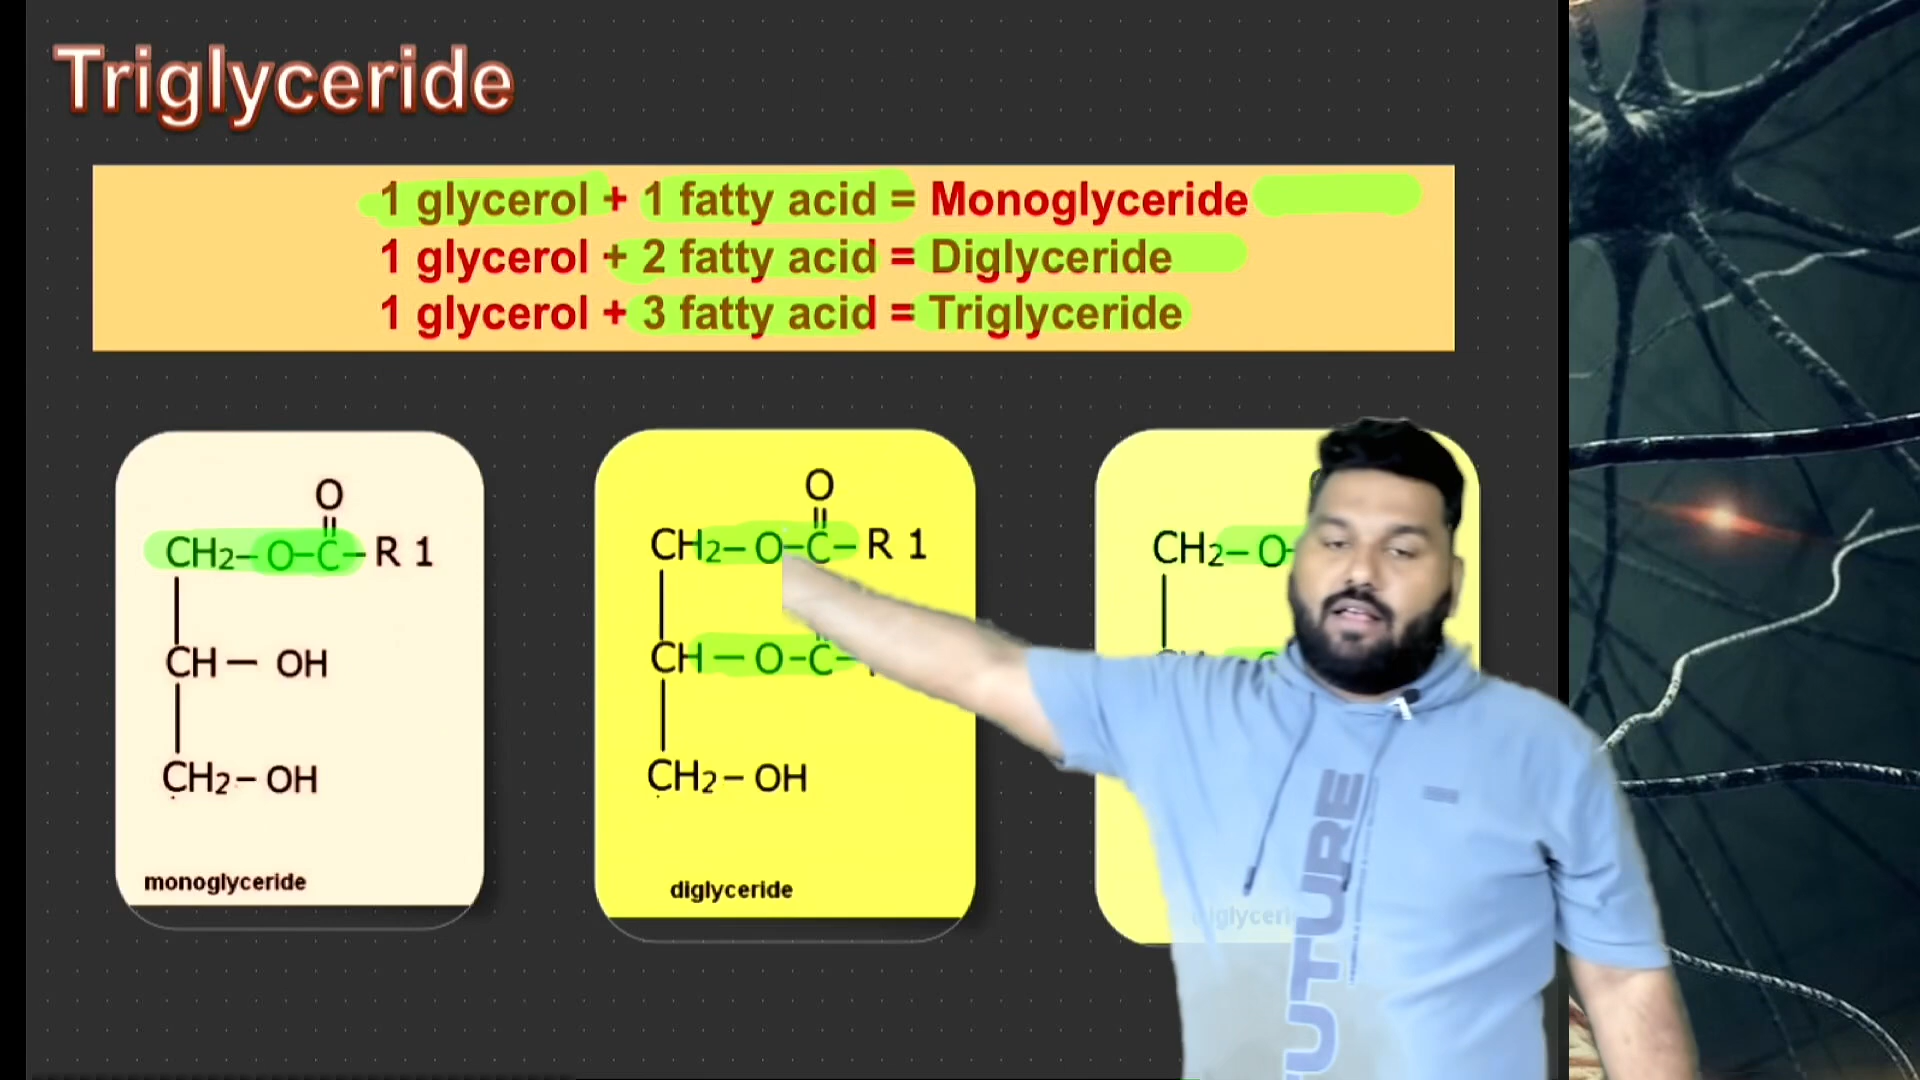 Triglyceride
1 glycerol + 1 fatty acid = Monoglyceride
1 glycerol + 2 fatty acid = Diglyceride
1 glycerol + 3 fatty acid = Triglyceride
O
||
CH2–O–C–R 1
CH– OH
CH2– OH
monoglyceride
O
||
CH2–O–C–R 1
CH–O–C–
CH2– OH
diglyceride
CH2–O–
UTURE